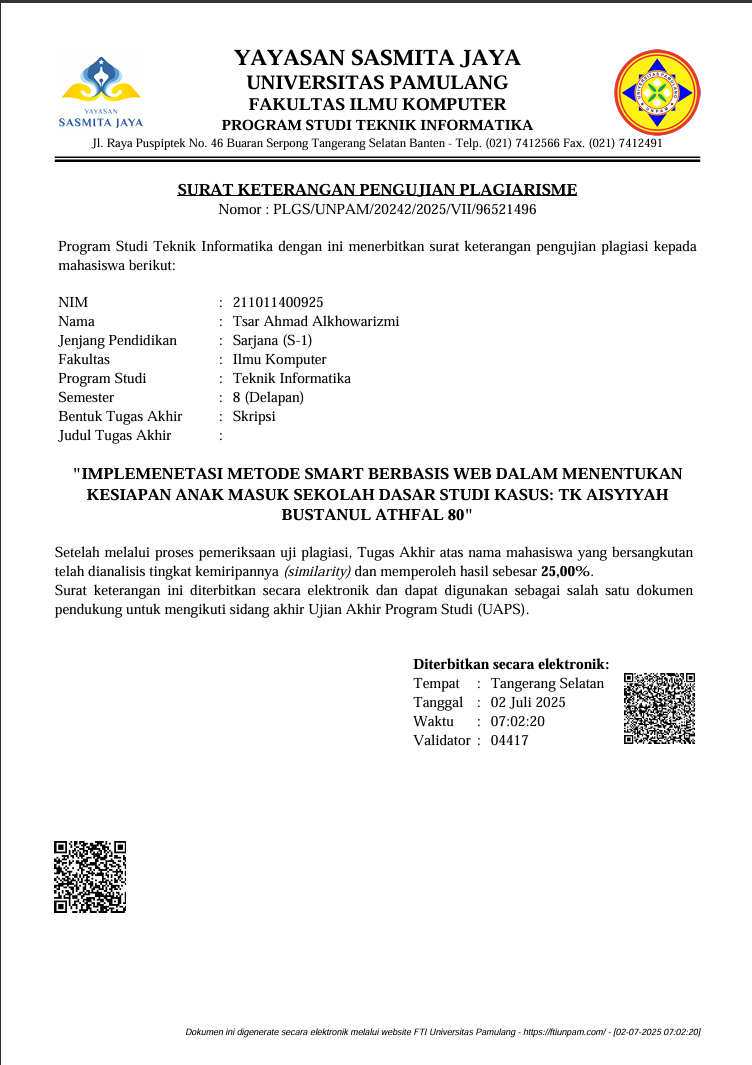 YAYASAN SASMITA JAYA
UNIVERSITAS PAMULANG
FAKULTAS ILMU KOMPUTER
PROGRAM STUDI TEKNIK INFORMATIKA
Jl. Raya Puspiptek No. 46 Buaran Serpong Tangerang Selatan Banten - Telp. (021) 7412566 Fax. (021) 7412491
YAYASAN
SASMITA JAYA
UNIVERSITAS PAMULANG
UNPAM
SURAT KETERANGAN PENGUJIAN PLAGIARISME
Nomor : PLGS/UNPAM/20242/2025/VII/96521496
Program Studi Teknik Informatika dengan ini menerbitkan surat keterangan pengujian plagiasi kepada
mahasiswa berikut:
NIM : 211011400925
Nama : Tsar Ahmad Alkhowarizmi
Jenjang Pendidikan : Sarjana (S-1)
Fakultas : Ilmu Komputer
Program Studi : Teknik Informatika
Semester : 8 (Delapan)
Bentuk Tugas Akhir : Skripsi
Judul Tugas Akhir :
"IMPLEMENETASI METODE SMART BERBASIS WEB DALAM MENENTUKAN
KESIAPAN ANAK MASUK SEKOLAH DASAR STUDI KASUS: TK AISYIYAH
BUSTANUL ATHFAL 80"
Setelah melalui proses pemeriksaan uji plagiasi, Tugas Akhir atas nama mahasiswa yang bersangkutan
telah dianalisis tingkat kemiripannya (similarity) dan memperoleh hasil sebesar 25,00%.
Surat keterangan ini diterbitkan secara elektronik dan dapat digunakan sebagai salah satu dokumen
pendukung untuk mengikuti sidang akhir Ujian Akhir Program Studi (UAPS).
Diterbitkan secara elektronik:
Tempat : Tangerang Selatan
Tanggal : 02 Juli 2025
Waktu : 07:02:20
Validator : 04417
Dokumen ini digenerate secara elektronik melalui website FTI Universitas Pamulang - https://ftiunpam.com/ - [02-07-2025 07:02:20]